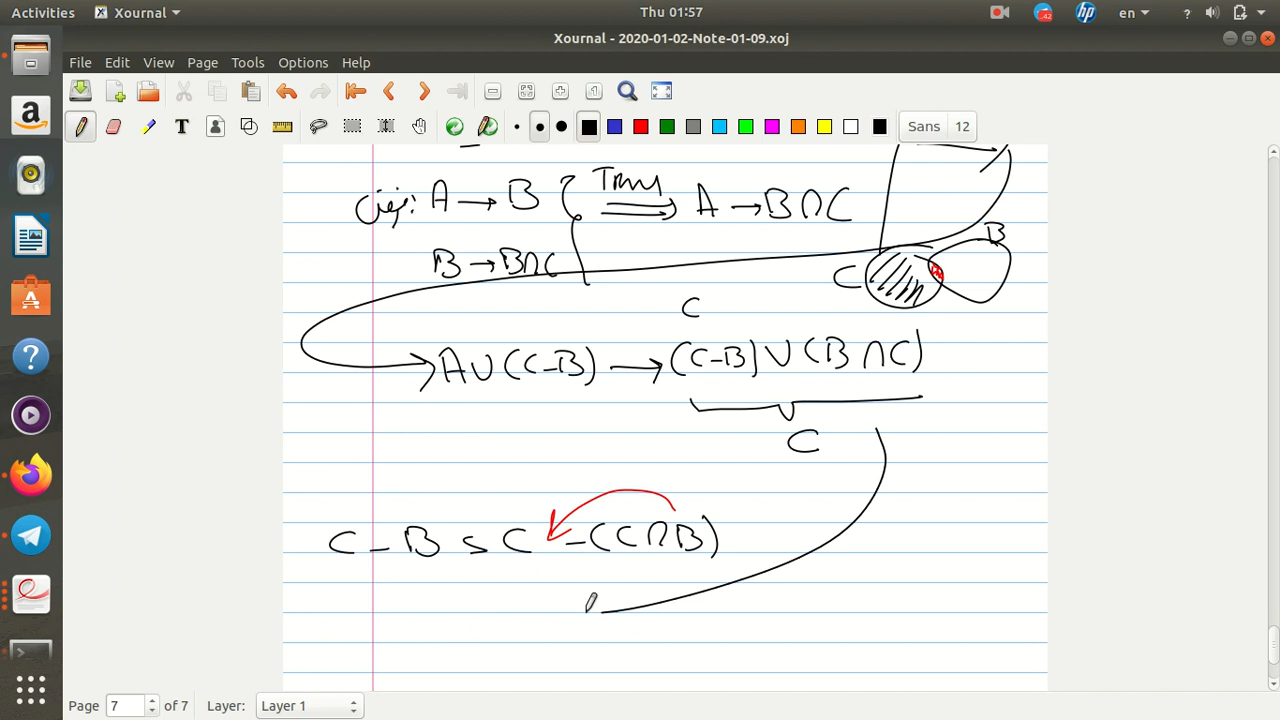 Activities Xournal Thu 01:57 42 en ?
Xournal - 2020-01-02-Note-01-09.xoj
File Edit View Page Tools Options Help
Sans 12
A → B } Trans ⇒ A → B∩C
B → B∩C
B
C
C
A∪(C-B) → (C-B)∪(B∩C)
C
C - B = C - (C∩B)
Page 7 of 7 Layer: Layer 1